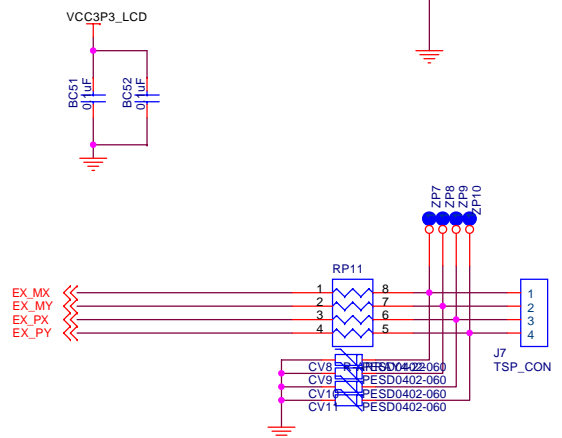 VCC3P3_LCD
BC51
0.1uF
BC52
0.1uF
ZP7
ZP8
ZP9
ZP10
RP11
EX_MX
EX_MY
EX_PX
EX_PY
1
2
3
4
8
7
6
5
1
2
3
4
J7
TSP_CON
CV8 PESD0402-060
CV9 PESD0402-060
CV10 PESD0402-060
CV11 PESD0402-060